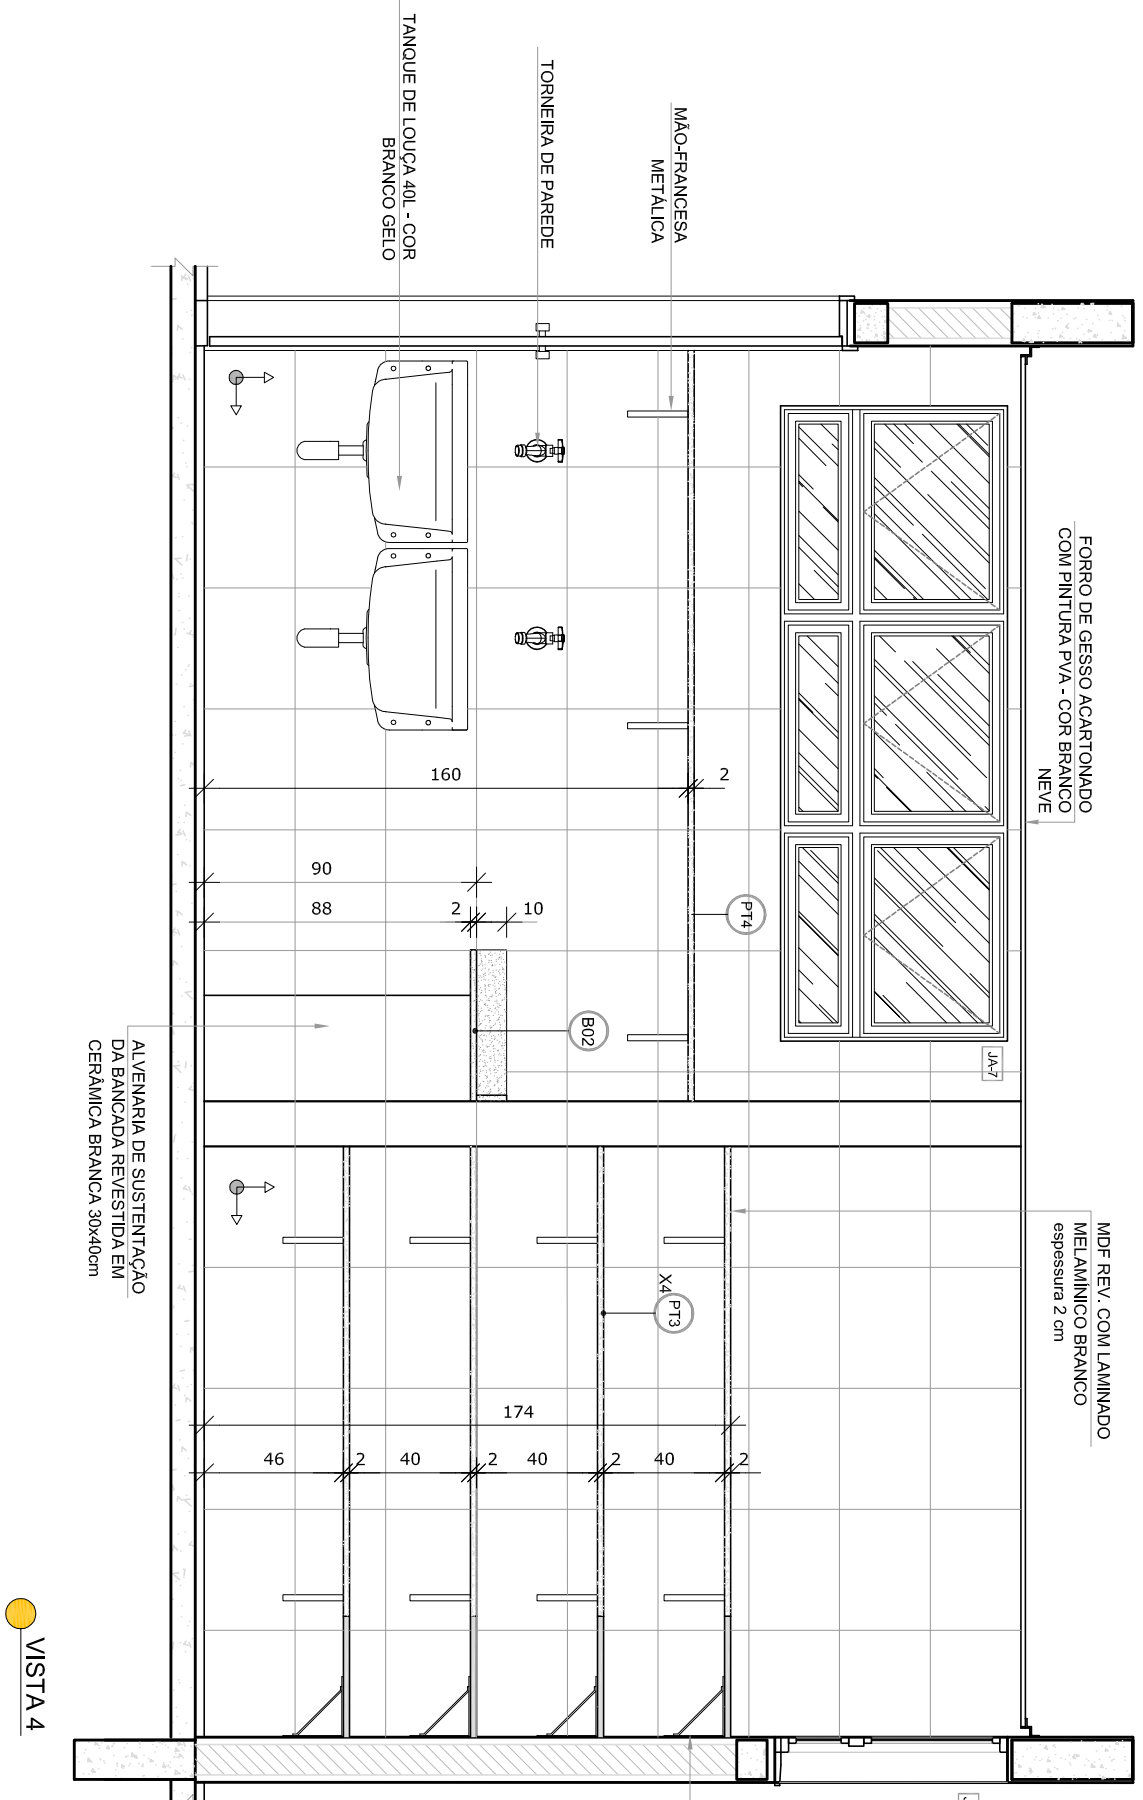 FORRO DE GESSO ACARTONADO
COM PINTURA PVA - COR BRANCO
NEVE
MDF REV. COM LAMINADO
MELAMÍNICO BRANCO
espessura 2 cm
MÃO-FRANCESA
METÁLICA
TORNEIRA DE PAREDE
TANQUE DE LOUÇA 40L - COR
BRANCO GELO
JA-7
PT4
B02
X4
PT3
160
2
90
88
2
10
174
46
2
40
2
40
2
40
2
ALVENARIA DE SUSTENTAÇÃO
DA BANCADA REVESTIDA EM
CERÂMICA BRANCA 30x40cm
VISTA 4